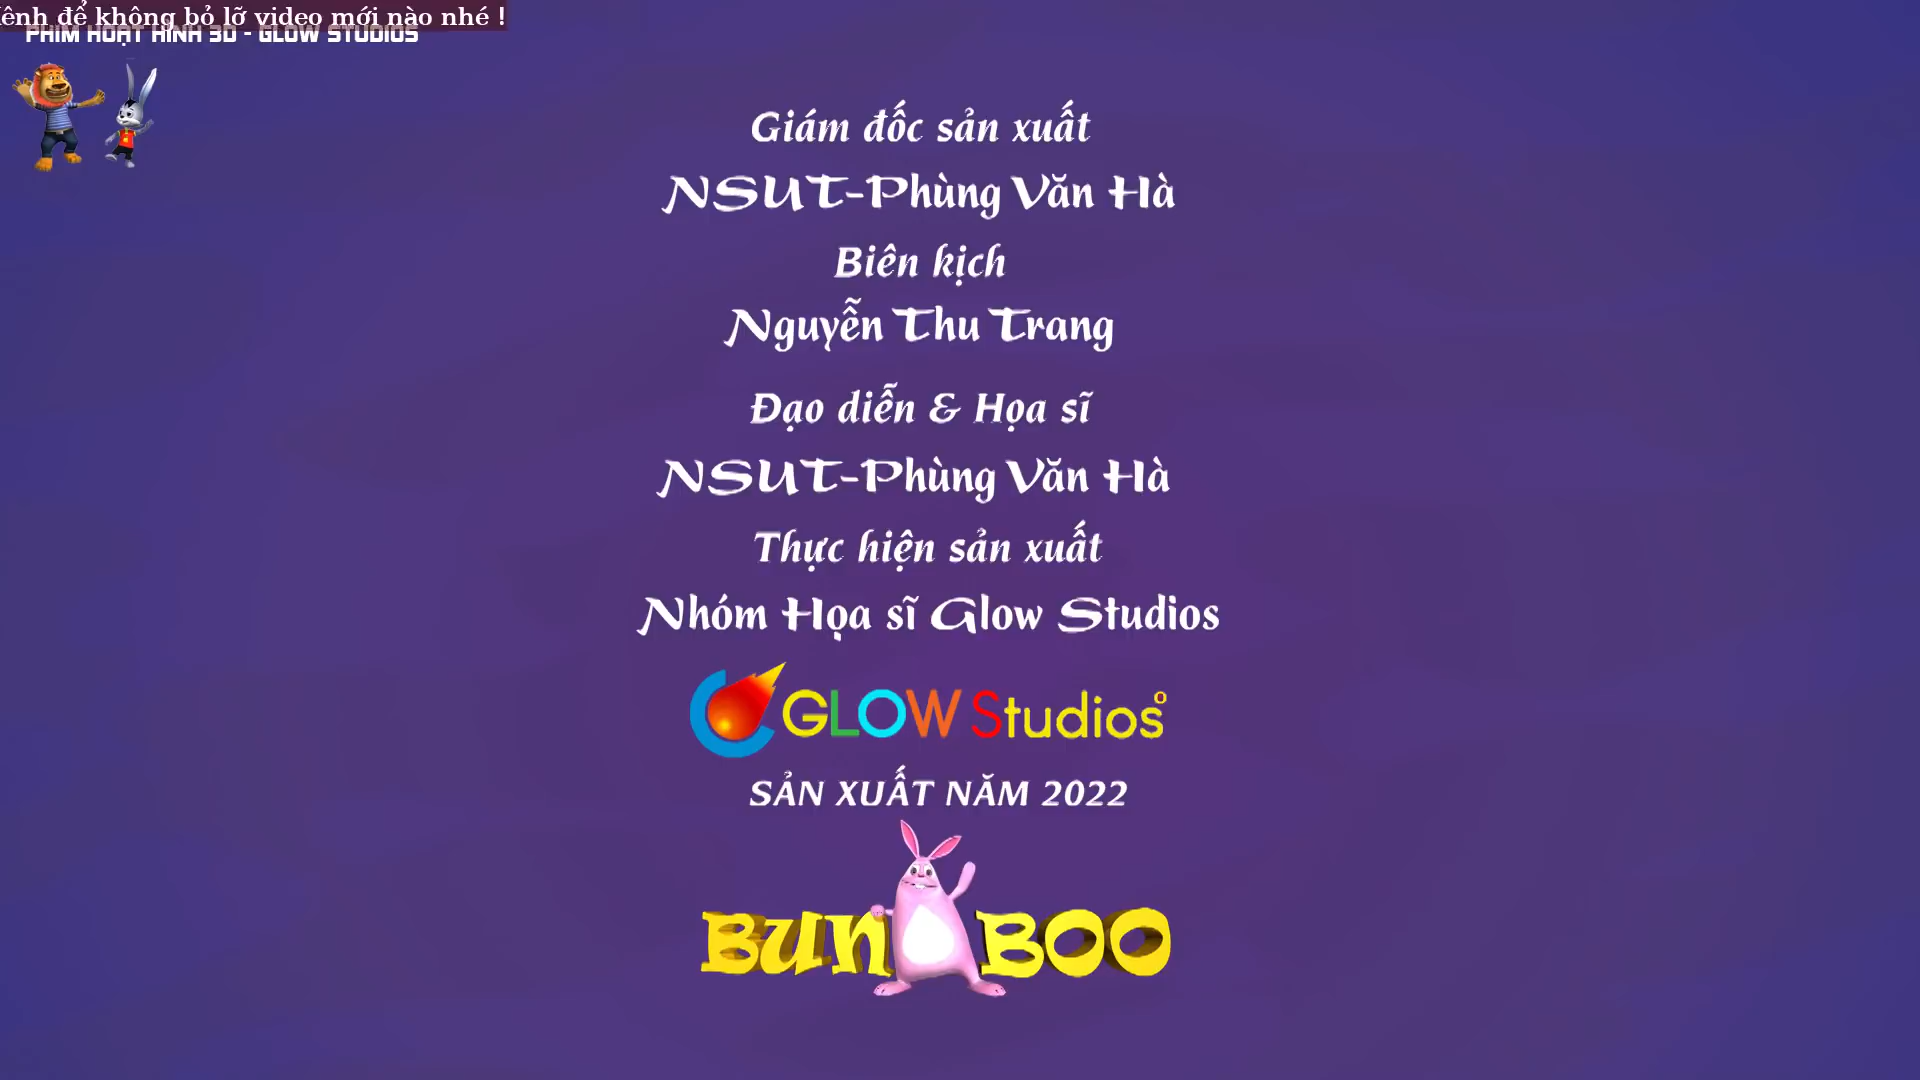 ênh để không bỏ lỡ video mới nào nhé !
PHIM HOẠT HÌNH 3D - GLOW STUDIOS
Giám đốc sản xuất
NSUT-Phùng Văn Hà
Biên kịch
Nguyễn Thu Trang
Đạo diễn & Họa sĩ
NSUT-Phùng Văn Hà
Thực hiện sản xuất
Nhóm Họa sĩ Glow Studios
GLOW Studios
SẢN XUẤT NĂM 2022
BUN BOO